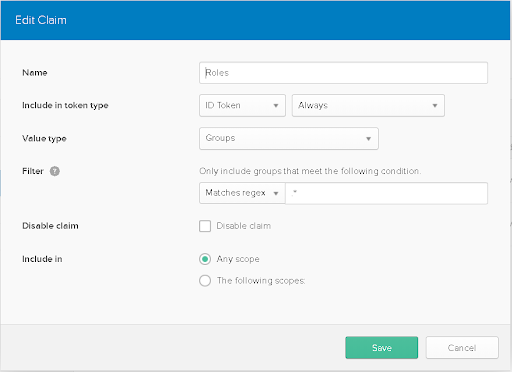 Edit Claim
Name Roles
Include in token type ID Token Always
Value type Groups
Filter ? Only include groups that meet the following condition.
Matches regex *
Disable claim Disable claim
Include in Any scope
The following scopes:
Save Cancel